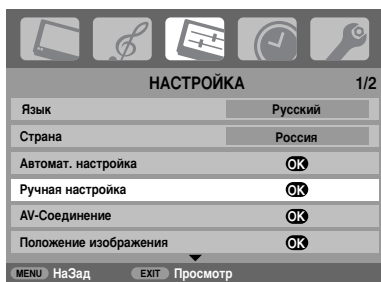 НАСТРОЙКА 1/2
Язык Русский
Страна Россия
Автомат. настройка OK
Ручная настройка OK
AV-Соединение OK
Положение изображения OK
MENU НаЗад EXIT Просмотр